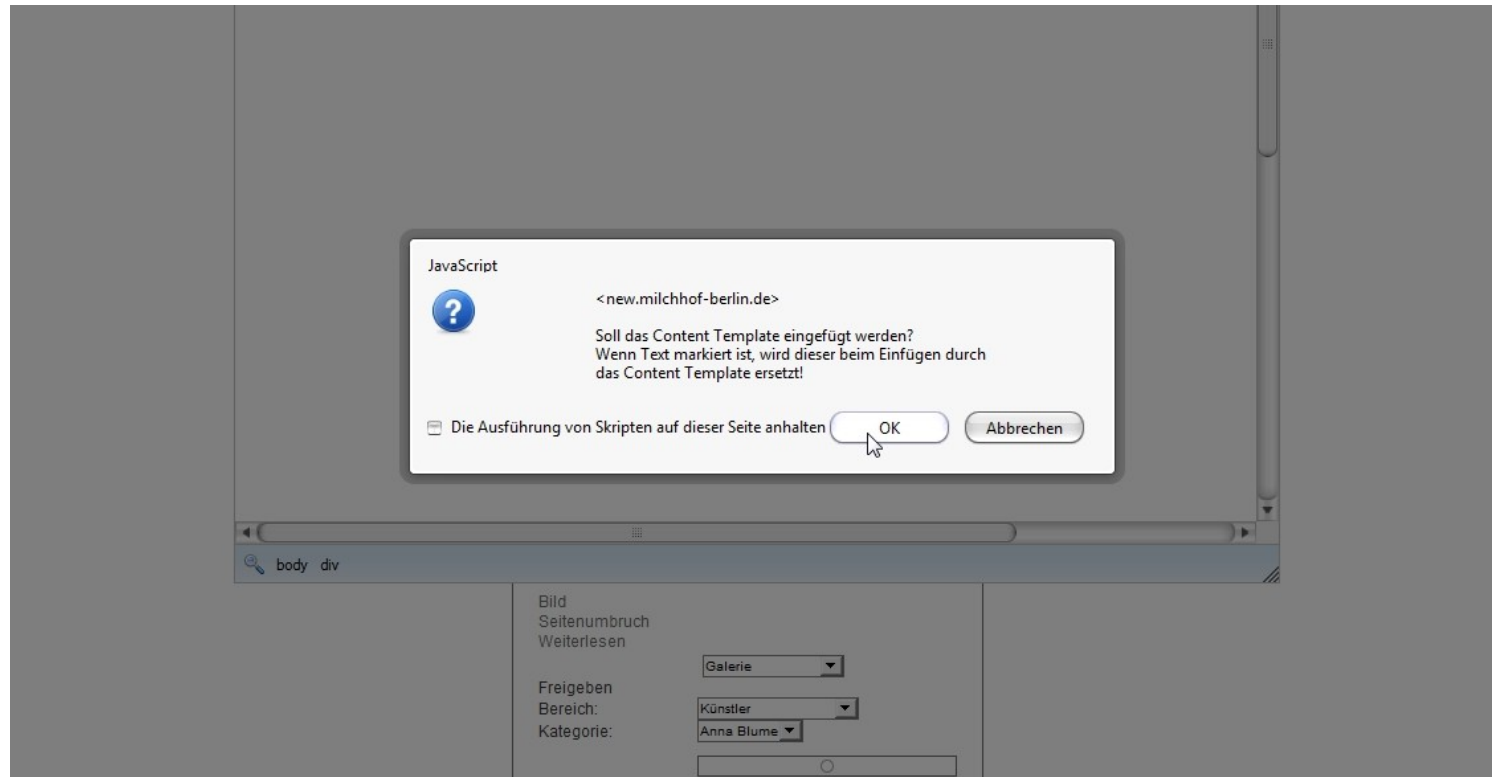 JavaScript
<new.milchhof-berlin.de>
Soll das Content Template eingefügt werden?
Wenn Text markiert ist, wird dieser beim Einfügen durch
das Content Template ersetzt!
Die Ausführung von Skripten auf dieser Seite anhalten OK Abbrechen
body div
Bild
Seitenumbruch
Weiterlesen
Galerie
Freigeben
Bereich: Künstler
Kategorie: Anna Blume